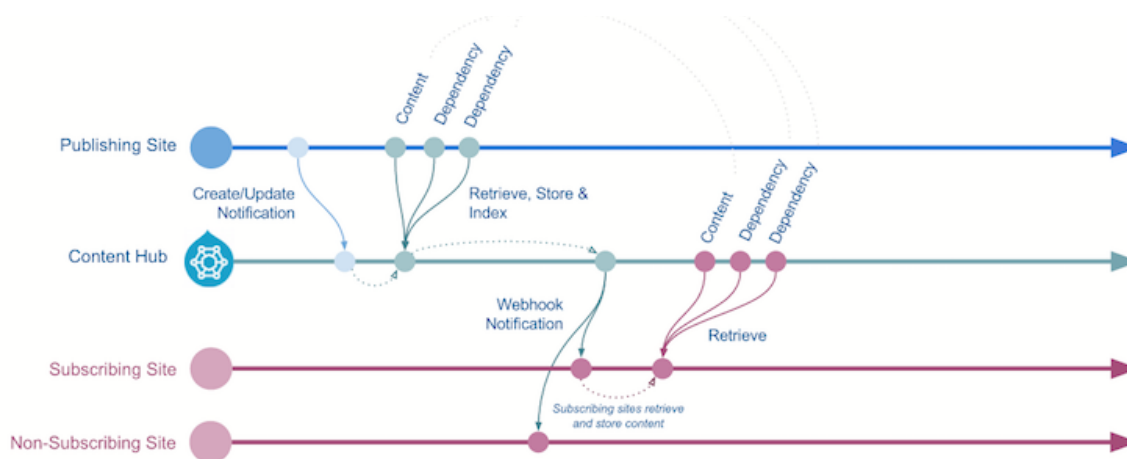 Content
Dependency
Dependency
Publishing Site
Create/Update
Notification
Retrieve, Store &
Index
Content
Dependency
Dependency
Content Hub
Webhook
Notification
Retrieve
Subscribing Site
Subscribing sites retrieve
and store content
Non-Subscribing Site